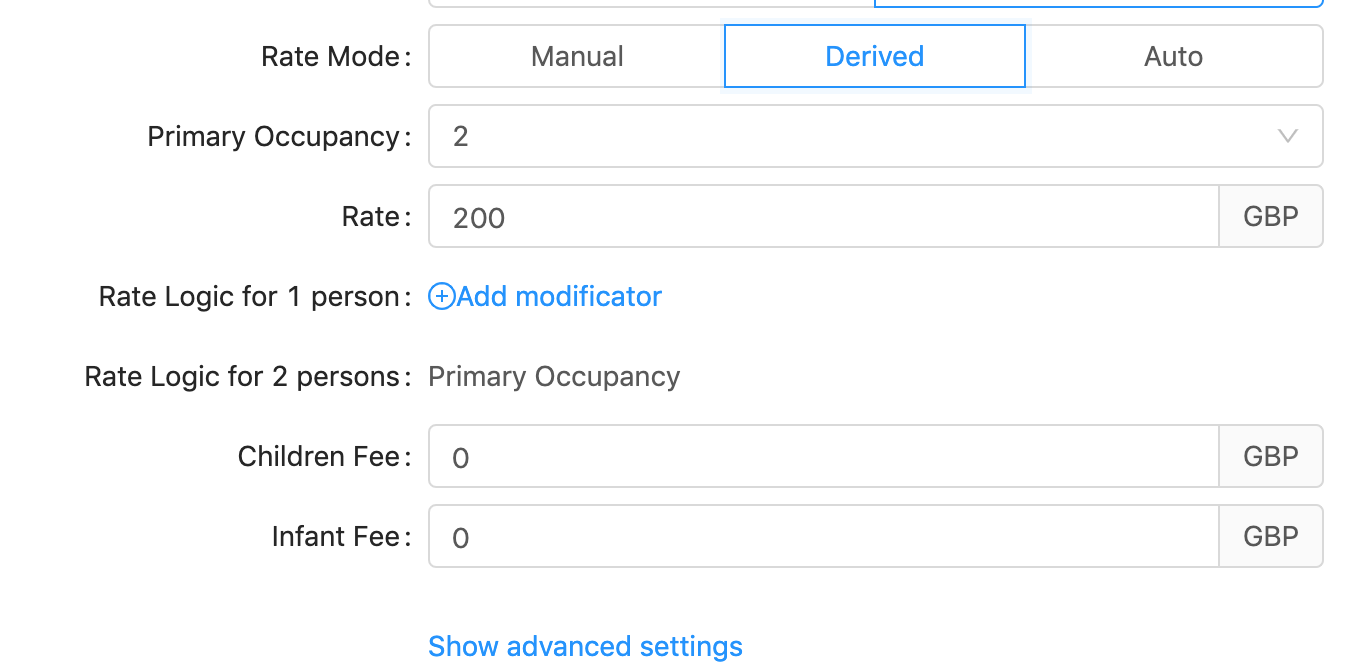 Rate Mode: Manual Derived Auto
Primary Occupancy: 2
Rate: 200 GBP
Rate Logic for 1 person: Add modificator
Rate Logic for 2 persons: Primary Occupancy
Children Fee: 0 GBP
Infant Fee: 0 GBP
Show advanced settings